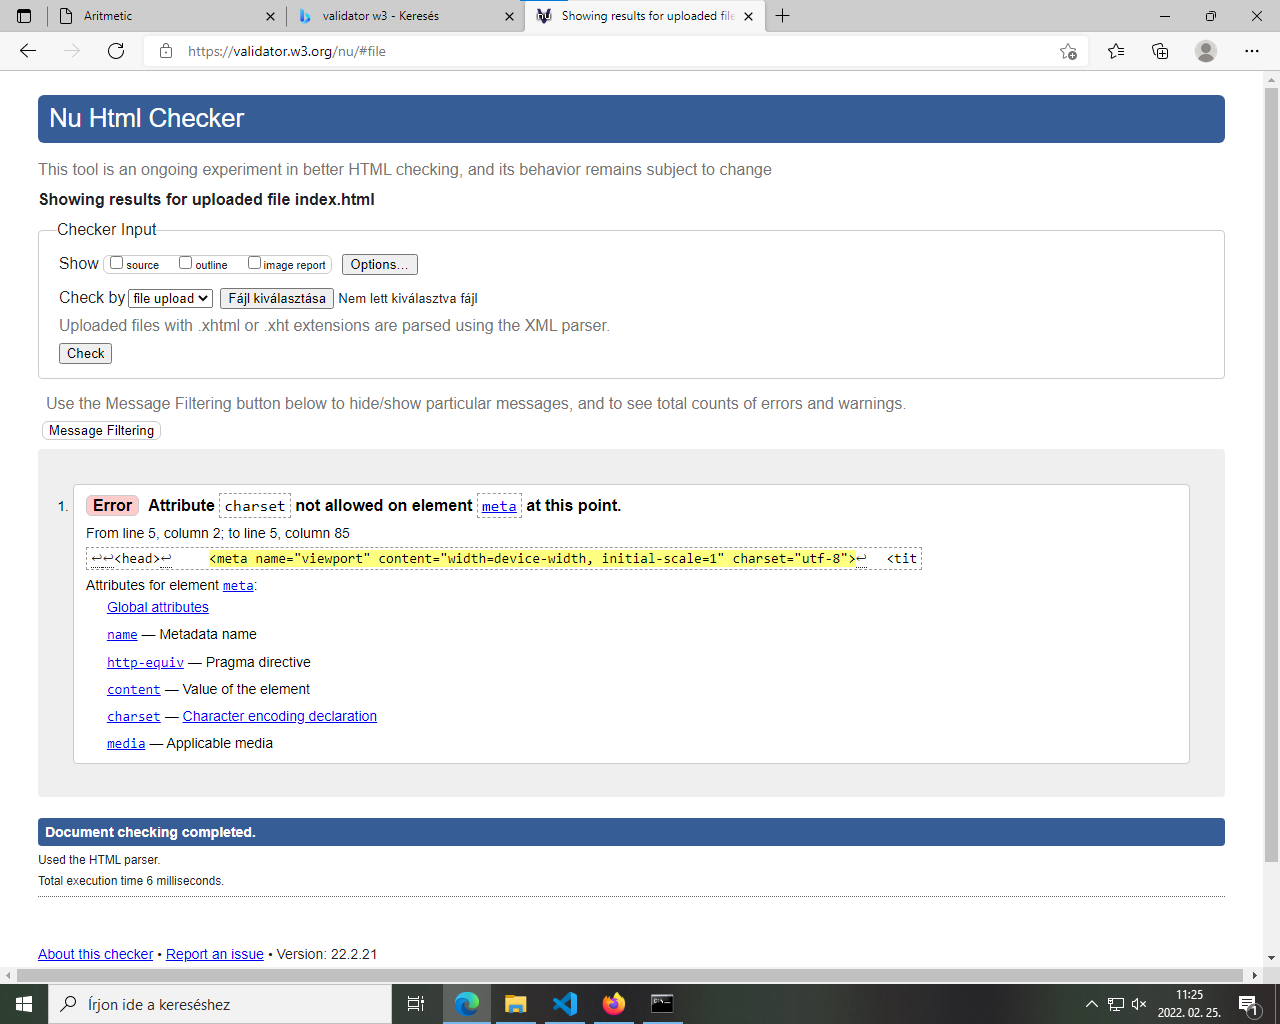 Aritmetic
validator w3 - Keresés
Showing results for uploaded file
https://validator.w3.org/nu/#file
Nu Html Checker
This tool is an ongoing experiment in better HTML checking, and its behavior remains subject to change
Showing results for uploaded file index.html
Checker Input
Show source outline image report Options...
Check by file upload Fájl kiválasztása Nem lett kiválasztva fájl
Uploaded files with .xhtml or .xht extensions are parsed using the XML parser.
Check
Use the Message Filtering button below to hide/show particular messages, and to see total counts of errors and warnings.
Message Filtering
1. Error Attribute charset not allowed on element meta at this point.
From line 5, column 2; to line 5, column 85
↩↩<head>↩ <meta name="viewport" content="width=device-width, initial-scale=1" charset="utf-8">↩ <tit
Attributes for element meta:
Global attributes
name — Metadata name
http-equiv — Pragma directive
content — Value of the element
charset — Character encoding declaration
media — Applicable media
Document checking completed.
Used the HTML parser.
Total execution time 6 milliseconds.
About this checker • Report an issue • Version: 22.2.21
Írjon ide a kereséshez
11:25
2022. 02. 25.
1